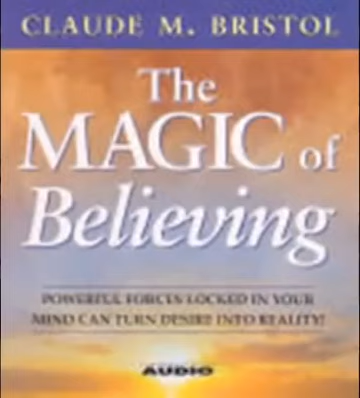 CLAUDE M. BRISTOL
The
MAGIC of
Believing
POWERFUL FORCES LOCKED IN YOUR
MIND CAN TURN DESIRE INTO REALITY!
AUDIO